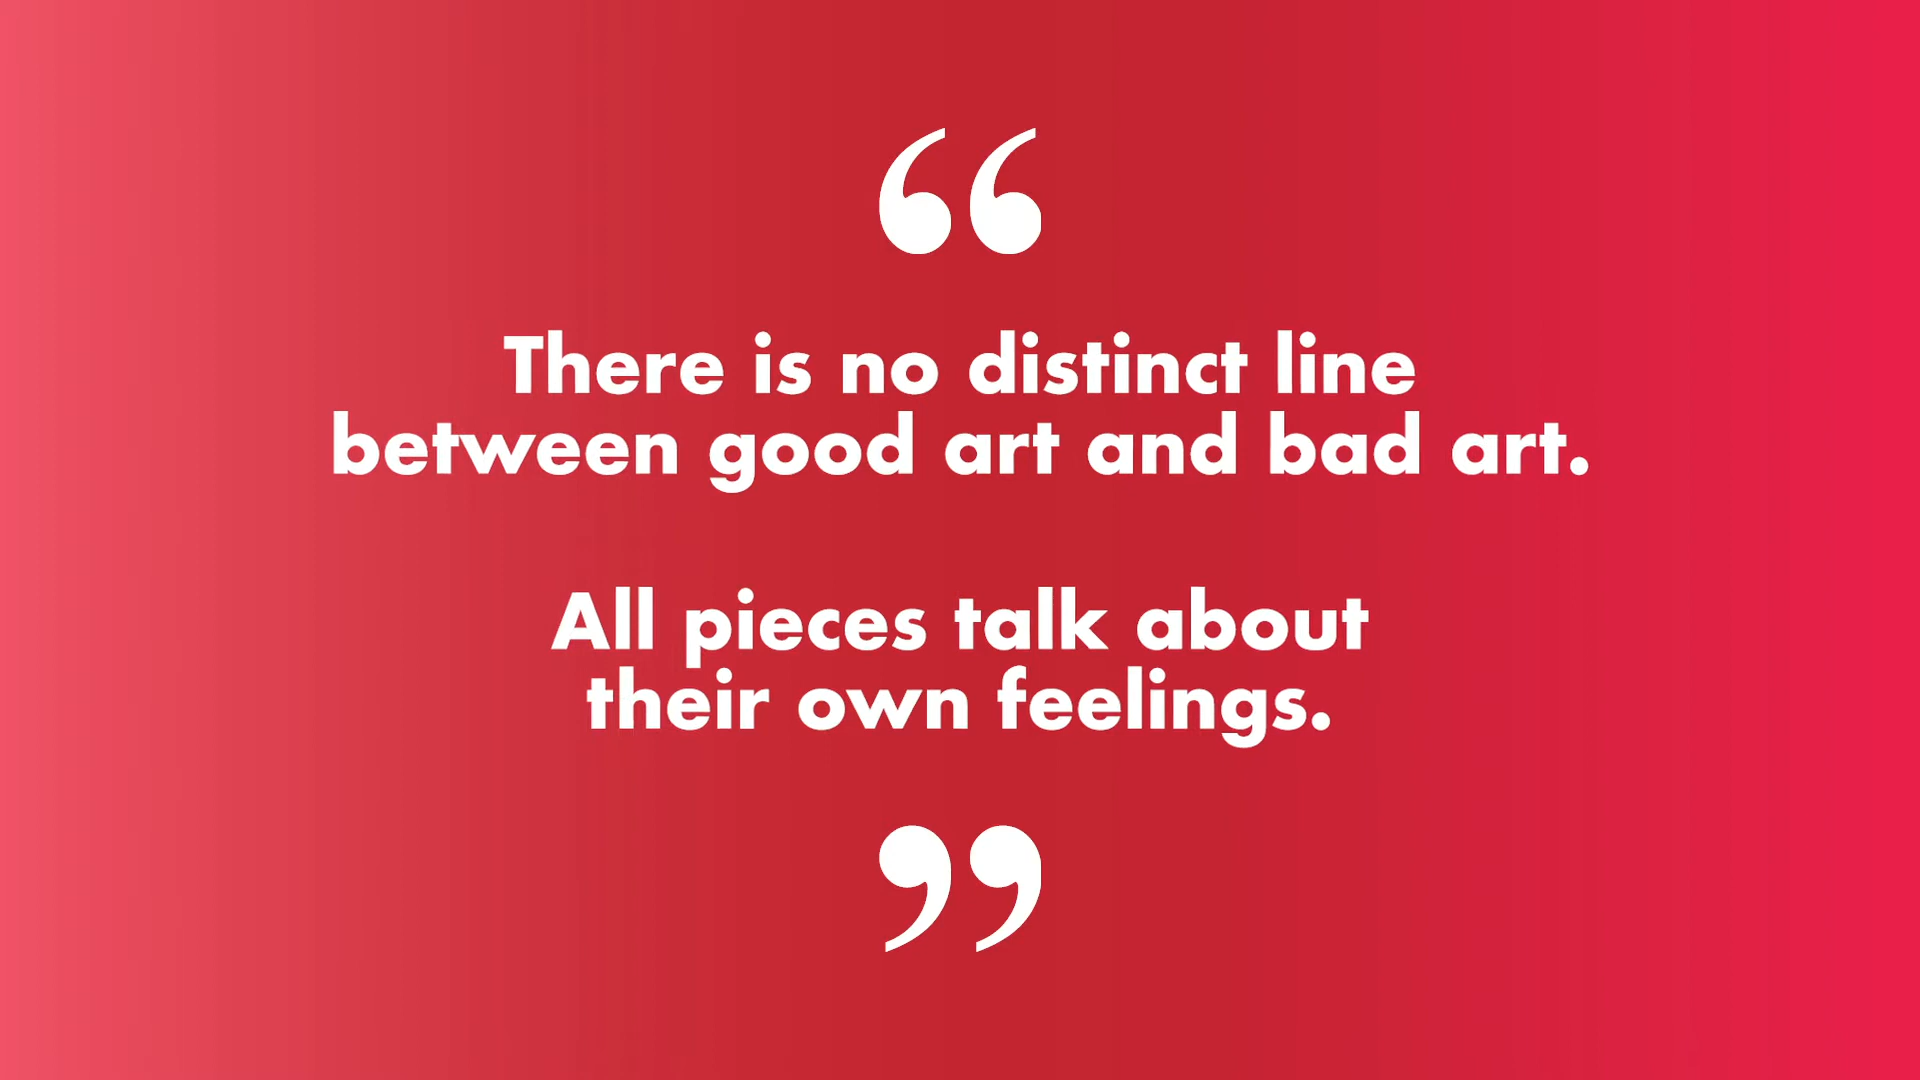 “
There is no distinct line
between good art and bad art.
All pieces talk about
their own feelings.
”